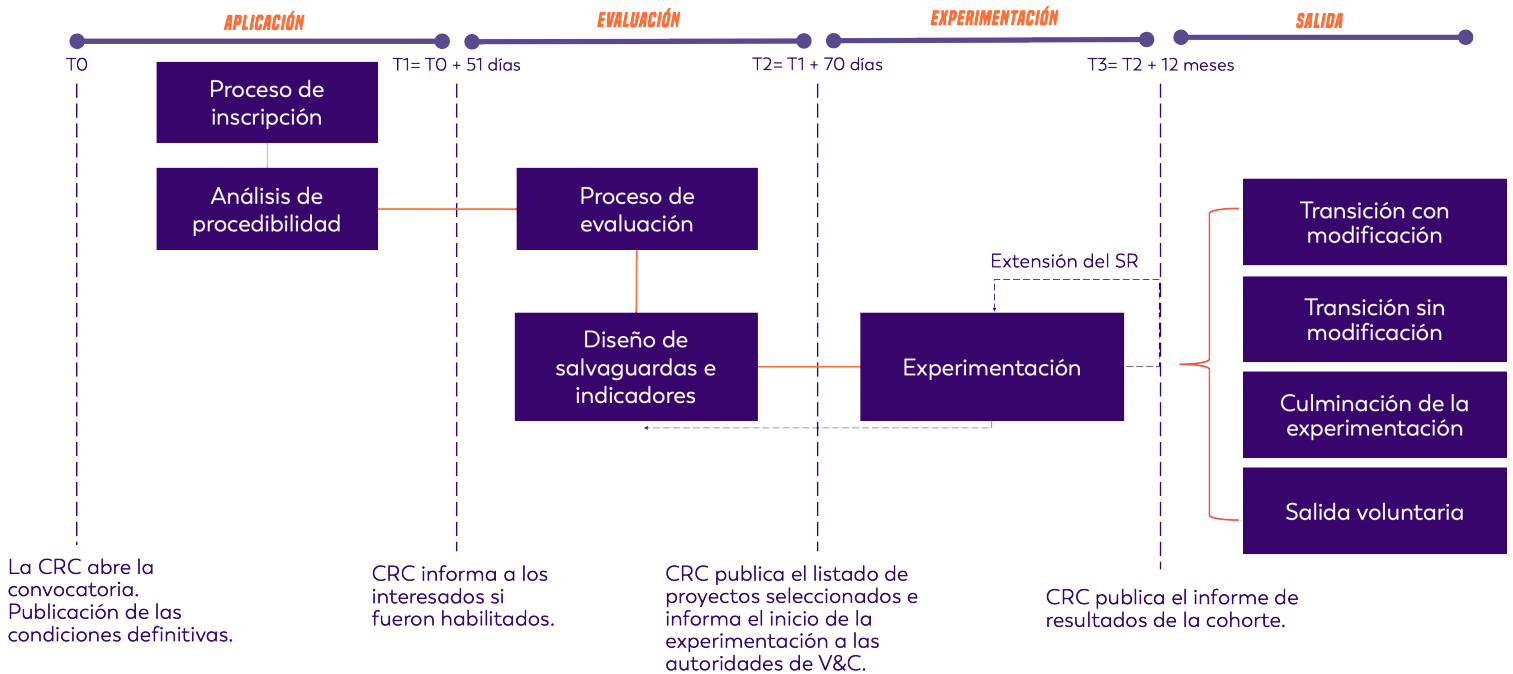 APLICACIÓN
EVALUACIÓN
EXPERIMENTACIÓN
SALIDA
T0
T1= T0 + 51 días
T2= T1 + 70 días
T3= T2 + 12 meses
Proceso de
inscripción
Análisis de
procedibilidad
Proceso de
evaluación
Diseño de
salvaguardas e
indicadores
Extensión del SR
Experimentación
Transición con
modificación
Transición sin
modificación
Culminación de la
experimentación
Salida voluntaria
La CRC abre la
convocatoria.
Publicación de las
condiciones definitivas.
CRC informa a los
interesados si
fueron habilitados.
CRC publica el listado de
proyectos seleccionados e
informa el inicio de la
experimentación a las
autoridades de V&C.
CRC publica el informe de
resultados de la cohorte.